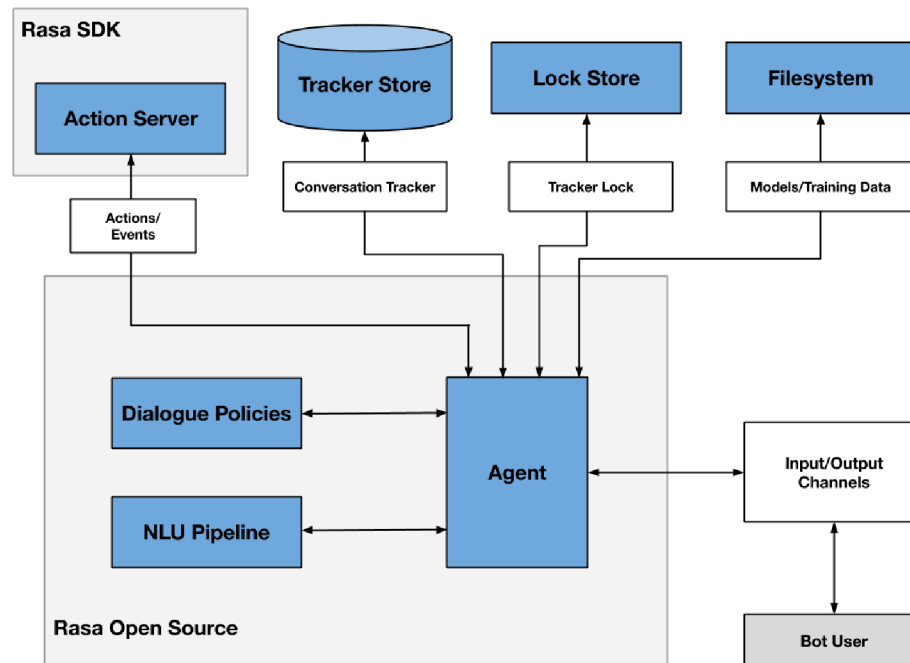 Rasa SDK
Action Server
Tracker Store
Lock Store
Filesystem
Conversation Tracker
Tracker Lock
Models/Training Data
Actions/
Events
Dialogue Policies
Agent
NLU Pipeline
Input/Output
Channels
Rasa Open Source
Bot User